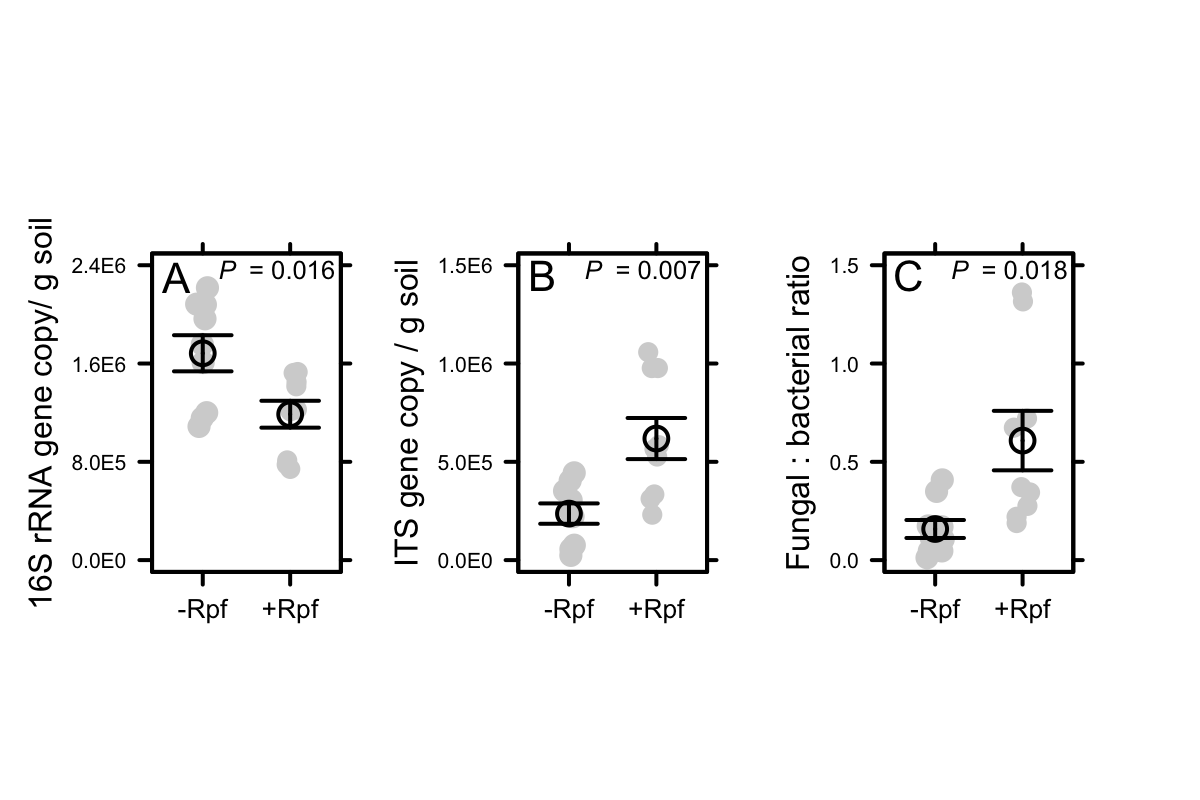 16S rRNA gene copy/ g soil
2.4E6
1.6E6
8.0E5
0.0E0
A
P = 0.016
-Rpf +Rpf
ITS gene copy / g soil
1.5E6
1.0E6
5.0E5
0.0E0
B
P = 0.007
-Rpf +Rpf
Fungal : bacterial ratio
1.5
1.0
0.5
0.0
C
P = 0.018
-Rpf +Rpf